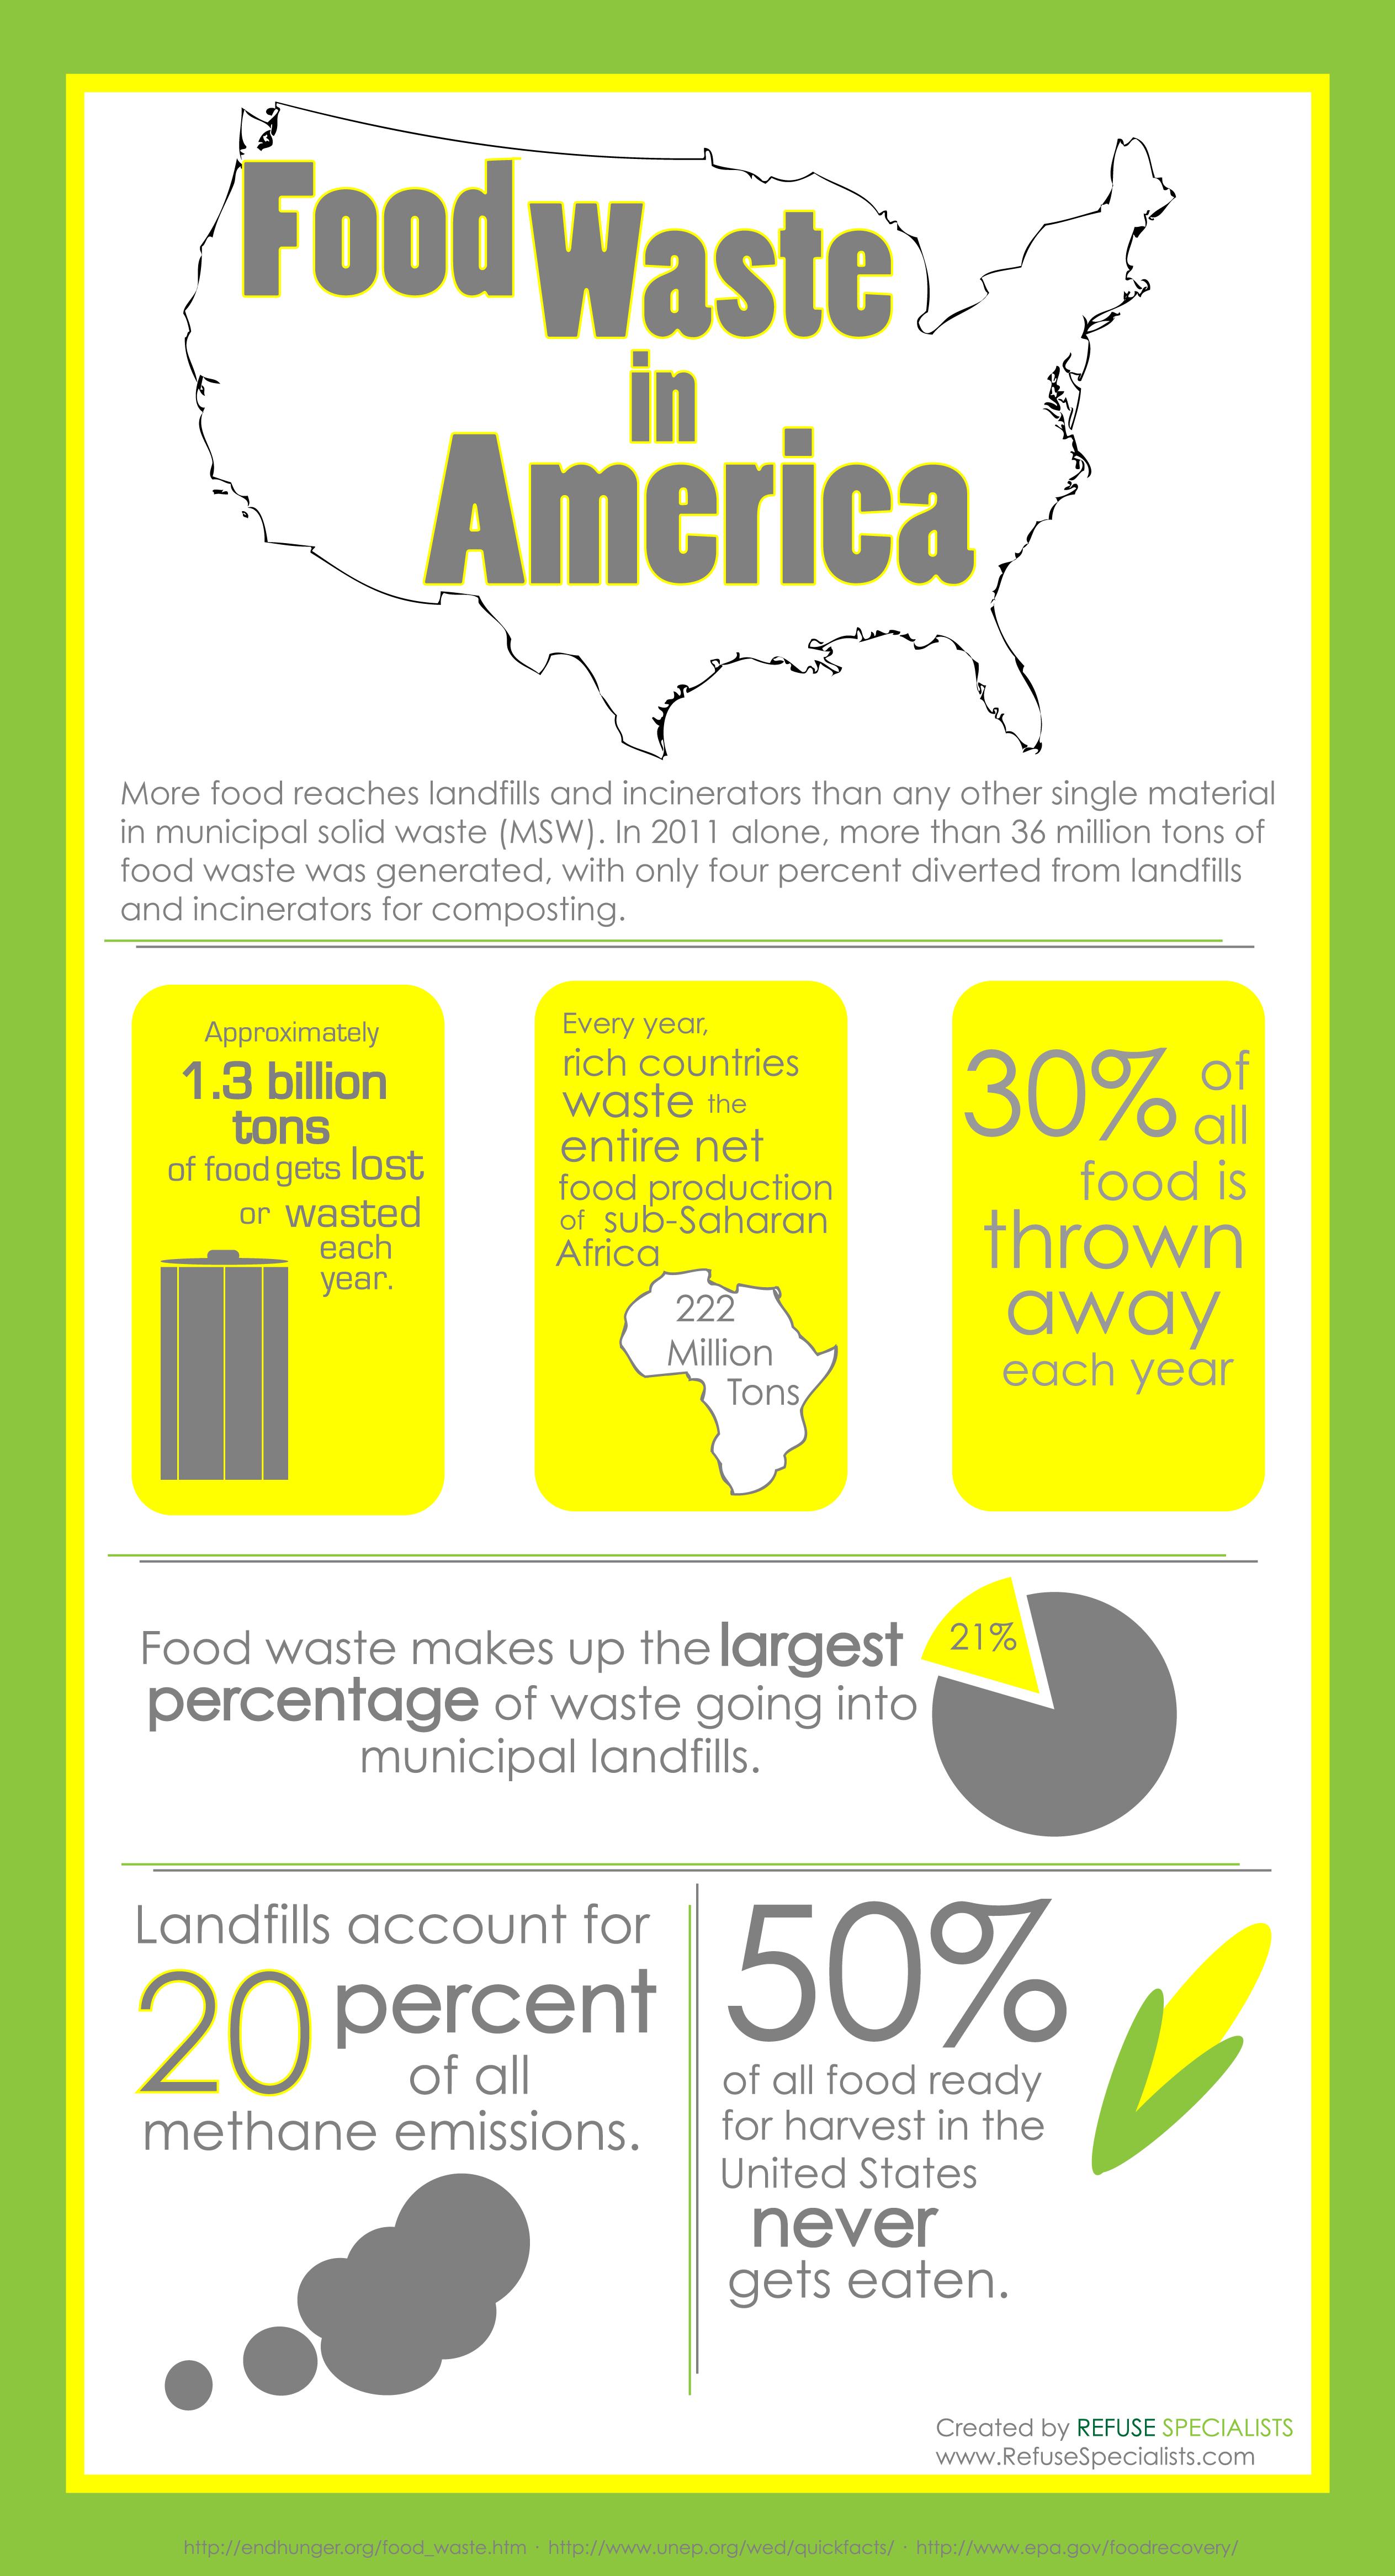 Food Waste
in
America
More food reaches landfills and incinerators than any other single material
in municipal solid waste (MSW). In 2011 alone, more than 36 million tons of
food waste was generated, with only four percent diverted from landfills
and incinerators for composting.
Approximately
1.3 billion
tons
of food gets lost
or wasted
each
year.
Every year,
rich countries
waste the
entire net
food production
of sub-Saharan
Africa
222
Million
Tons
30% of
all
food is
thrown
away
each year
Food waste makes up the largest
percentage of waste going into
municipal landfills.
21%
Landfills account for
20 percent
of all
methane emissions.
50%
of all food ready
for harvest in the
United States
never
gets eaten.
Created by REFUSE SPECIALISTS
www.RefuseSpecialists.com
http://endhunger.org/food_waste.htm · http://www.unep.org/wed/quickfacts/ · http://www.epa.gov/foodrecovery/